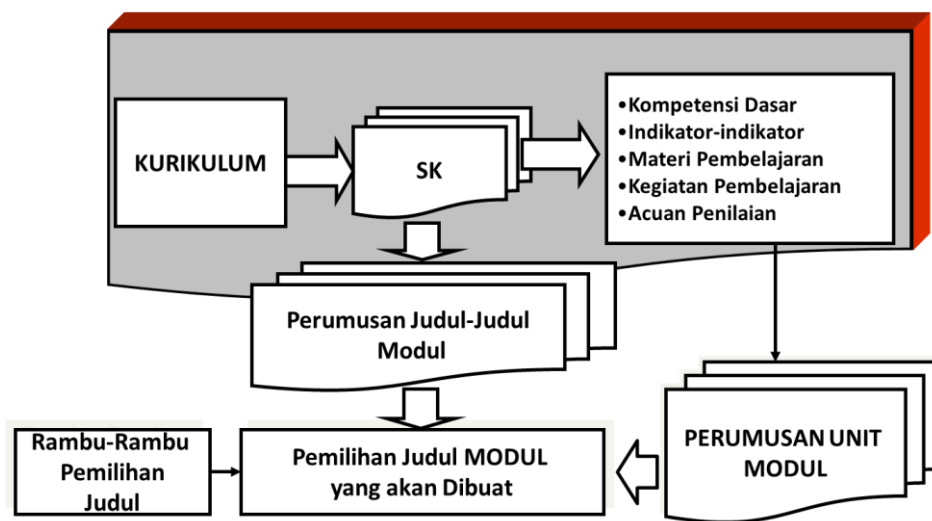 KURIKULUM
SK
•Kompetensi Dasar
•Indikator-indikator
•Materi Pembelajaran
•Kegiatan Pembelajaran
•Acuan Penilaian
Perumusan Judul-Judul
Modul
Rambu-Rambu
Pemilihan
Judul
Pemilihan Judul MODUL
yang akan Dibuat
PERUMUSAN UNIT
MODUL